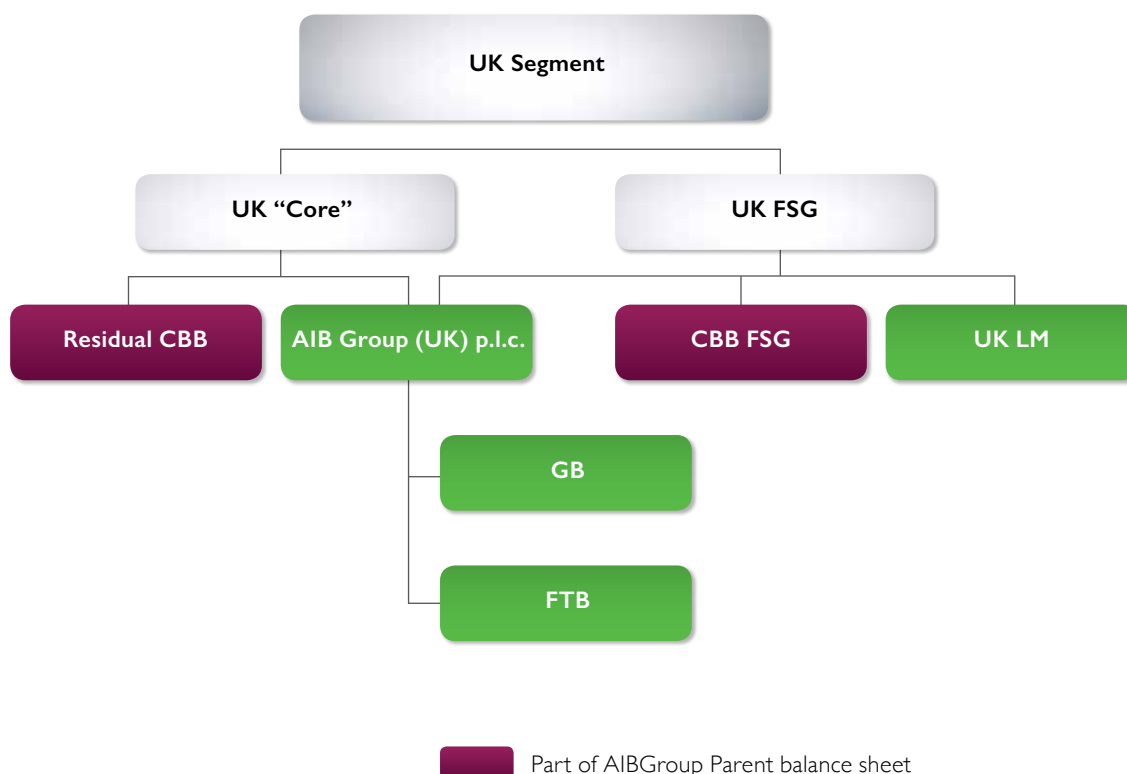 UK Segment
UK “Core”
UK FSG
Residual CBB
AIB Group (UK) p.l.c.
CBB FSG
UK LM
GB
FTB
Part of AIBGroup Parent balance sheet